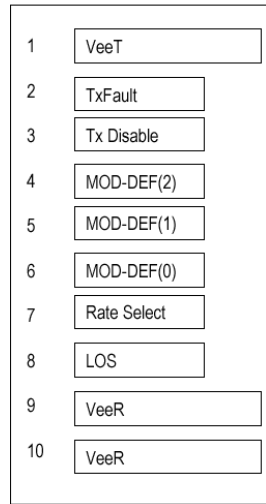 1 VeeT
2 TxFault
3 Tx Disable
4 MOD-DEF(2)
5 MOD-DEF(1)
6 MOD-DEF(0)
7 Rate Select
8 LOS
9 VeeR
10 VeeR